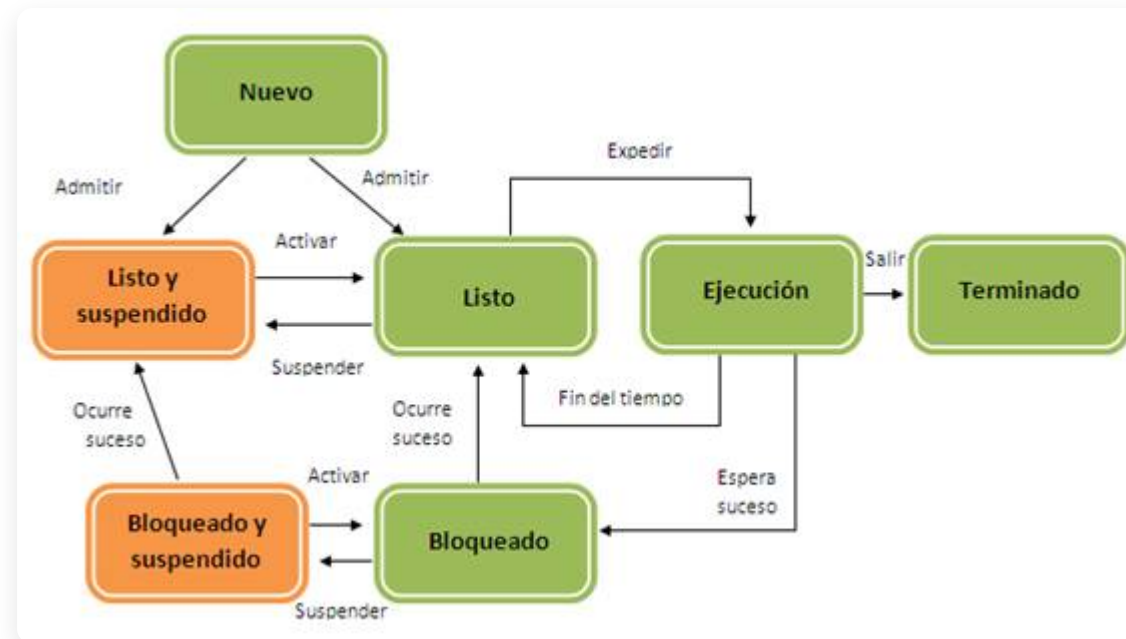 Nuevo
Expedir
Admitir
Admitir
Activar
Salir
Listo y
suspendido
Listo
Ejecución
Terminado
Suspender
Fin del tiempo
Ocurre
suceso
Ocurre
suceso
Activar
Espera
suceso
Bloqueado y
suspendido
Bloqueado
Suspender